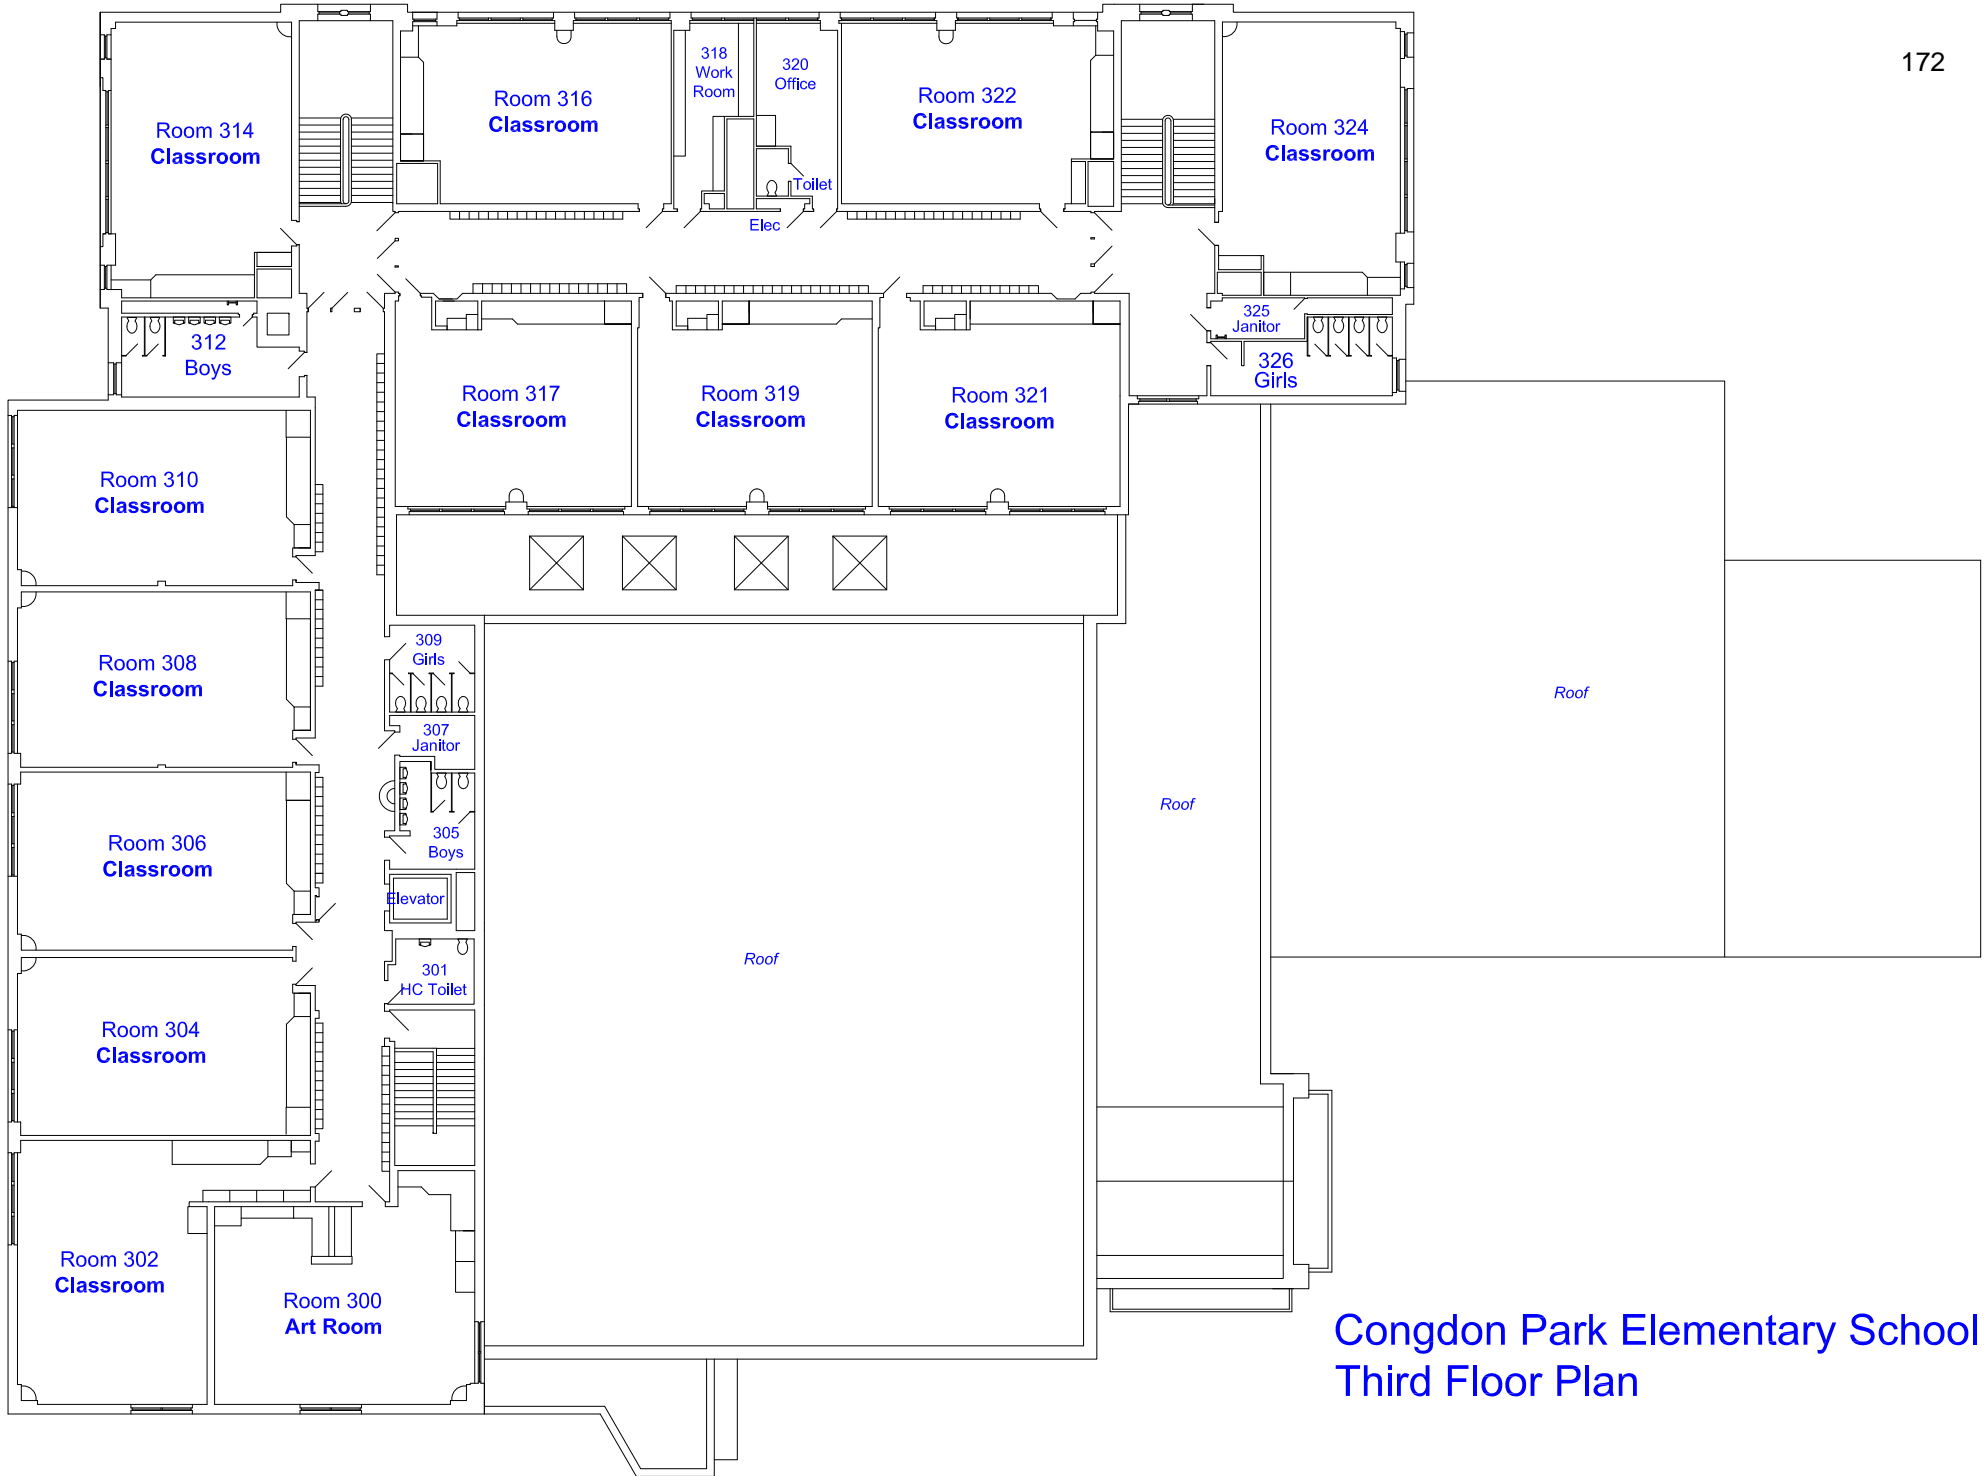 172
318
Work
Room
320
Office
Room 316
Classroom
Room 322
Classroom
Room 314
Classroom
Room 324
Classroom
Toilet
Elec
325
Janitor
312
Boys
326
Girls
Room 317
Classroom
Room 319
Classroom
Room 321
Classroom
Room 310
Classroom
309
Girls
Room 308
Classroom
Roof
307
Janitor
Roof
305
Boys
Room 306
Classroom
Elevator
Roof
301
HC Toilet
Room 304
Classroom
Room 302
Classroom
Room 300
Art Room
Congdon Park Elementary School
Third Floor Plan